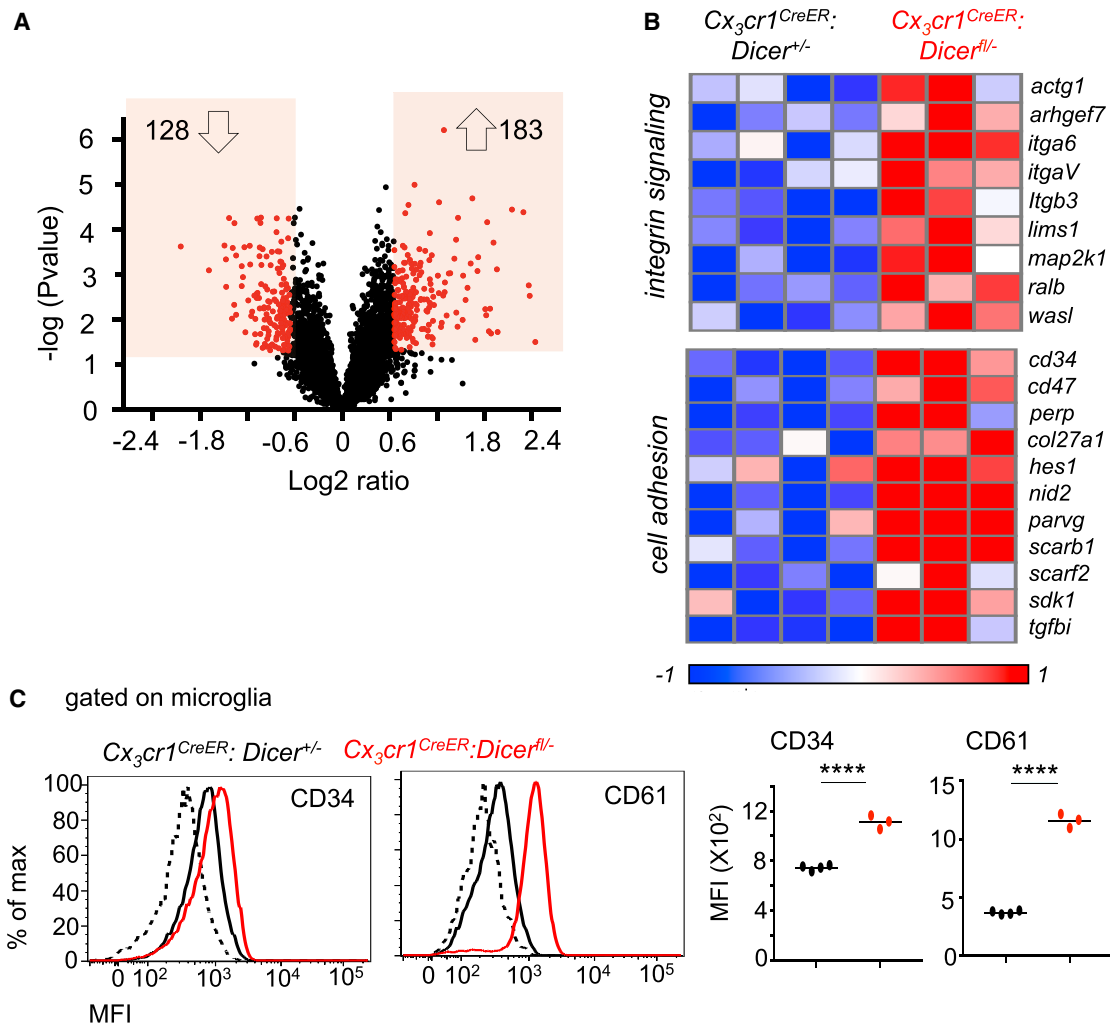 A
128
183
6
5
4
3
2
1
0
-log (Pvalue)
-2.4 -1.8 -0.6 0 0.6 1.8 2.4
Log2 ratio
B
Cx3cr1CreER: Cx3cr1CreER:
Dicer+/- Dicerfl/-
integrin signaling
actg1
arhgef7
itga6
itgaV
Itgb3
lims1
map2k1
ralb
wasl
cell adhesion
cd34
cd47
perp
col27a1
hes1
nid2
parvg
scarb1
scarf2
sdk1
tgfbi
-1 1
C gated on microglia
Cx3cr1CreER: Dicer+/- Cx3cr1CreER:Dicerfl/-
% of max
100
80
60
40
20
0
CD34
0 10² 10³ 10⁴ 10⁵
MFI
CD61
0 10² 10³ 10⁴ 10⁵
CD34
****
MFI (X10²)
12
8
4
0
CD61
****
15
10
5
0